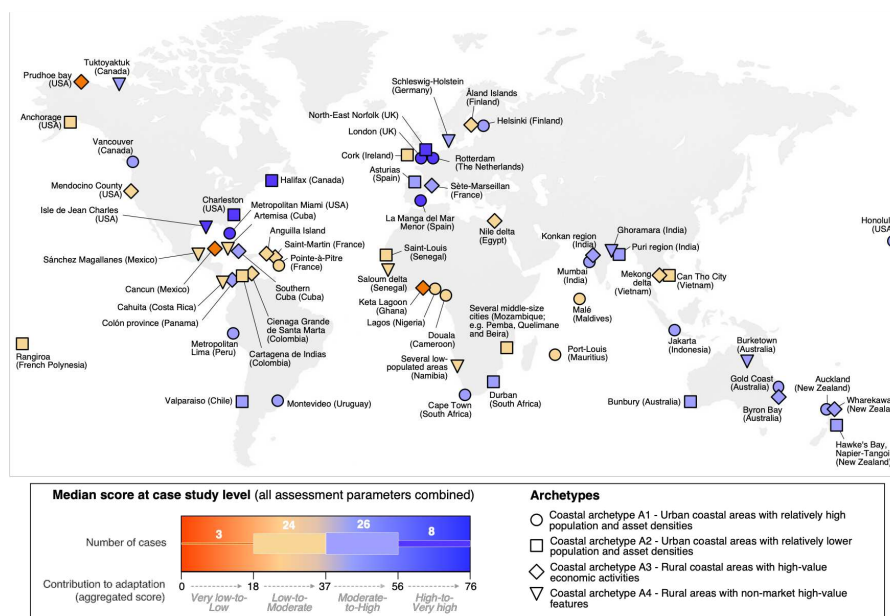 Tuktoyaktuk
(Canada)
Prudhoe bay
(USA)
Schleswig-Holstein
(Germany)
Åland Islands
(Finland)
Anchorage
(USA)
North-East Norfolk (UK)
Helsinki (Finland)
London (UK)
Vancouver
(Canada)
Cork (Ireland)
Rotterdam
(The Netherlands)
Asturias
(Spain)
Mendocino County
(USA)
Halifax (Canada)
Sète-Marseillan
(France)
Charleston
(USA)
Metropolitan Miami (USA)
Isle de Jean Charles
(USA)
Artemisa (Cuba)
La Manga del Mar
Menor (Spain)
Ghoramara (India)
Honolul
(USA
Anguilla Island
Nile delta
(Egypt)
Konkan region
(India)
Puri region (India)
Saint-Martin (France)
Saint-Louis
(Senegal)
Sánchez Magallanes (Mexico)
Pointe-à-Pitre
(France)
Mumbai
(India)
Mekong
delta
(Vietnam)
Can Tho City
(Vietnam)
Saloum delta
(Senegal)
Cancun (Mexico)
Southern
Cuba (Cuba)
Cahuita (Costa Rica)
Keta Lagoon
(Ghana)
Several middle-size
cities (Mozambique;
e.g. Pemba, Quelimane
and Beira)
Malé
(Maldives)
Colón province (Panama)
Cienaga Grande
de Santa Marta
(Colombia)
Lagos (Nigeria)
Douala
(Cameroon)
Metropolitan
Lima (Peru)
Cartagena de Indias
(Colombia)
Jakarta
(Indonesia)
Burketown
(Australia)
Rangiroa
(French Polynesia)
Several low-
populated areas
(Namibia)
Port-Louis
(Mauritius)
Gold Coast
(Australia)
Auckland
(New Zealand)
Valparaiso (Chile)
Montevideo (Uruguay)
Cape Town
(South Africa)
Durban
(South Africa)
Bunbury (Australia)
Byron Bay
(Australia)
Wharekawa
(New Zeala
Hawke's Bay,
Napier-Tangoi
(New Zealand)
Median score at case study level (all assessment parameters combined)
Number of cases
3
24
26
8
Contribution to adaptation
(aggregated score)
0
18
37
56
76
Very low-to-
Low
Low-to-
Moderate
Moderate-
to-High
High-to-
Very high
Archetypes
Coastal archetype A1 - Urban coastal areas with relatively high
population and asset densities
Coastal archetype A2 - Urban coastal areas with relatively lower
population and asset densities
Coastal archetype A3 - Rural coastal areas with high-value
economic activities
Coastal archetype A4 - Rural areas with non-market high-value
features